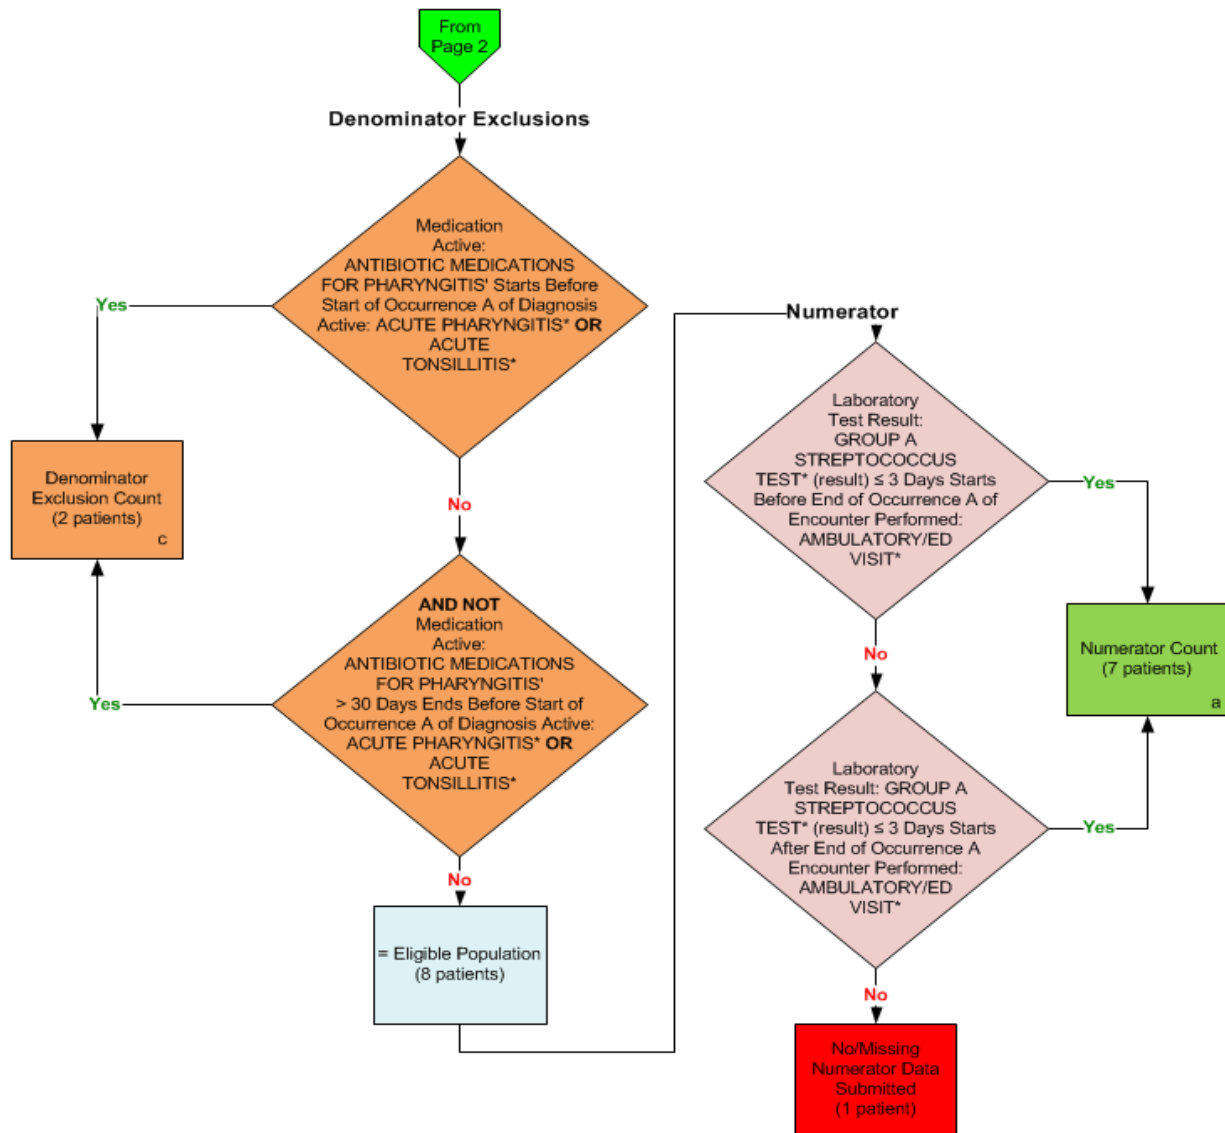 From
Page 2
Denominator Exclusions
Medication
Active:
ANTIBIOTIC MEDICATIONS
FOR PHARYNGITIS' Starts Before
Start of Occurrence A of Diagnosis
Active: ACUTE PHARYNGITIS* OR
ACUTE
TONSILLITIS*
Yes
Denominator
Exclusion Count
(2 patients)
c
No
AND NOT
Medication
Active:
ANTIBIOTIC MEDICATIONS
FOR PHARYNGITIS'
> 30 Days Ends Before Start of
Occurrence A of Diagnosis Active:
ACUTE PHARYNGITIS* OR
ACUTE
TONSILLITIS*
Yes
No
= Eligible Population
(8 patients)
Numerator
Laboratory
Test Result:
GROUP A
STREPTOCOCCUS
TEST* (result) ≤ 3 Days Starts
Before End of Occurrence A of
Encounter Performed:
AMBULATORY/ED
VISIT*
Yes
Numerator Count
(7 patients)
a
No
Laboratory
Test Result: GROUP A
STREPTOCOCCUS
TEST* (result) ≤ 3 Days Starts
After End of Occurrence A
Encounter Performed:
AMBULATORY/ED
VISIT*
Yes
No
No/Missing
Numerator Data
Submitted
(1 patient)